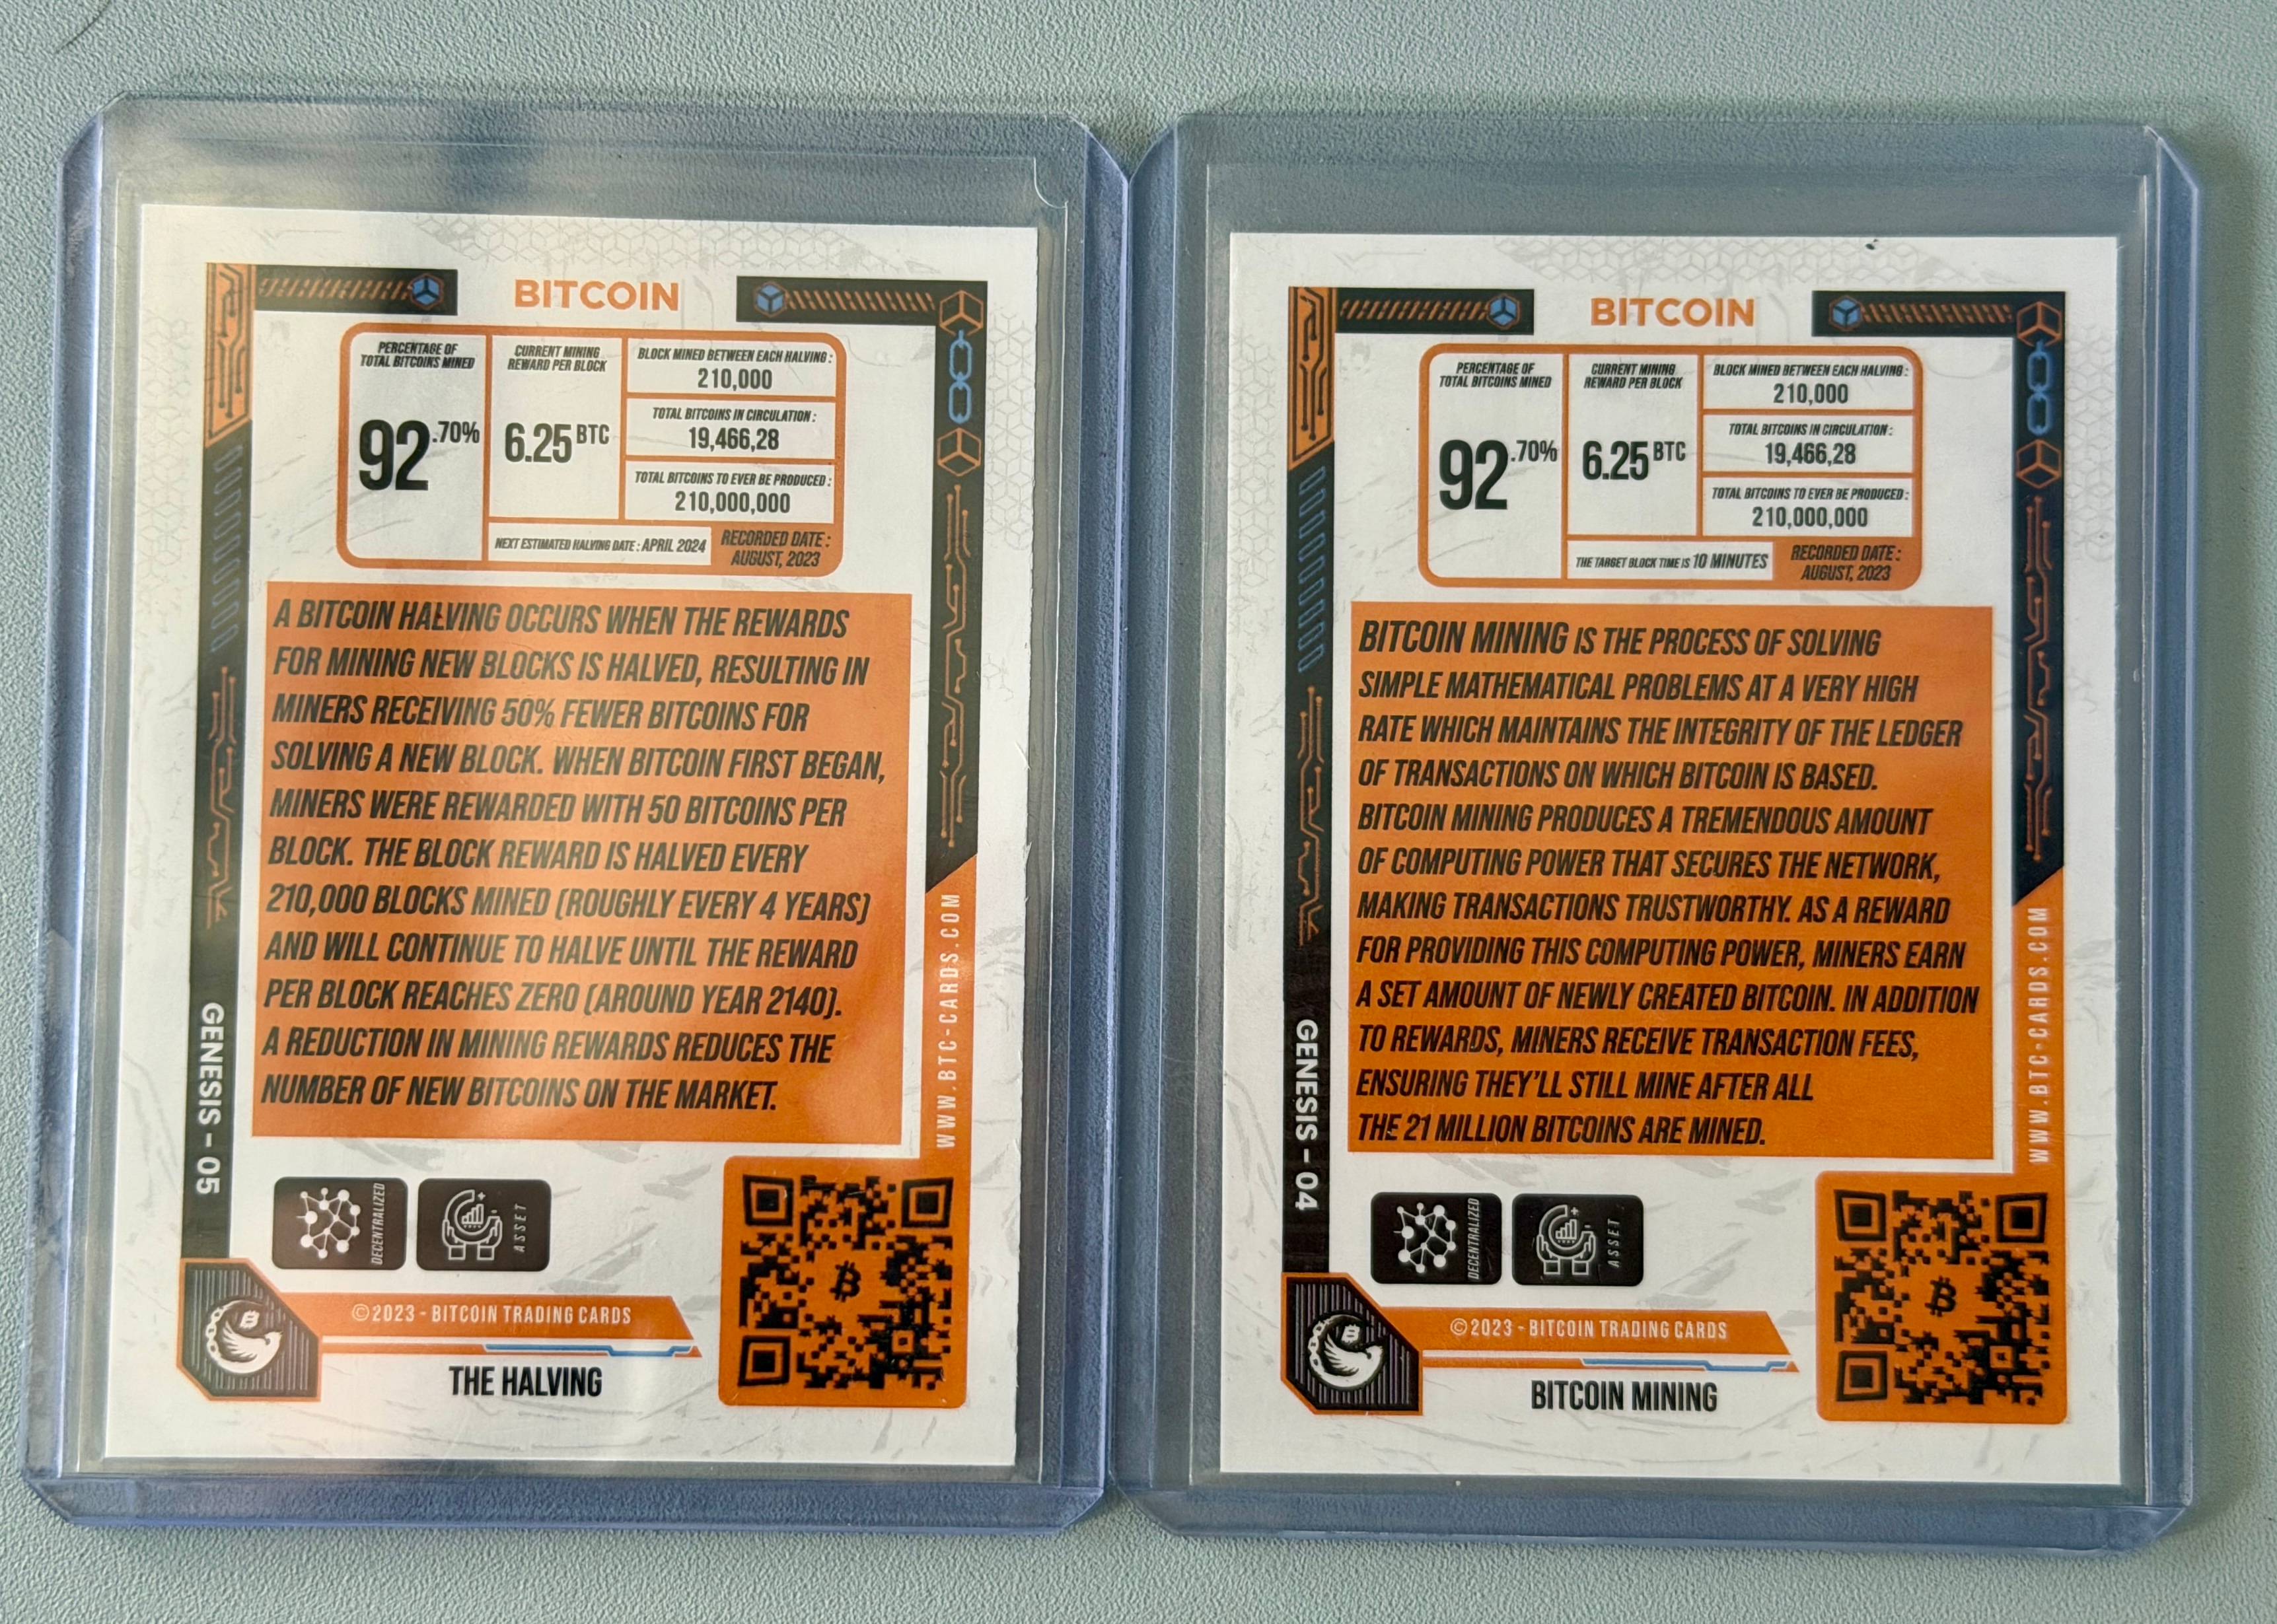 BITCOIN
PERCENTAGE OF
TOTAL BITCOINS MINED
92.70%
CURRENT MINING
REWARD PER BLOCK
6.25 BTC
BLOCK MINED BETWEEN EACH HALVING :
210,000
TOTAL BITCOINS IN CIRCULATION :
19,466,28
TOTAL BITCOINS TO EVER BE PRODUCED :
210,000,000
NEXT ESTIMATED HALVING DATE : APRIL 2024
RECORDED DATE :
AUGUST, 2023
A BITCOIN HALVING OCCURS WHEN THE REWARDS
FOR MINING NEW BLOCKS IS HALVED, RESULTING IN
MINERS RECEIVING 50% FEWER BITCOINS FOR
SOLVING A NEW BLOCK. WHEN BITCOIN FIRST BEGAN,
MINERS WERE REWARDED WITH 50 BITCOINS PER
BLOCK. THE BLOCK REWARD IS HALVED EVERY
210,000 BLOCKS MINED (ROUGHLY EVERY 4 YEARS)
AND WILL CONTINUE TO HALVE UNTIL THE REWARD
PER BLOCK REACHES ZERO (AROUND YEAR 2140).
A REDUCTION IN MINING REWARDS REDUCES THE
NUMBER OF NEW BITCOINS ON THE MARKET.
GENESIS - 05
WWW.BTC-CARDS.COM
DECENTRALIZED
ASSET
©2023 - BITCOIN TRADING CARDS
THE HALVING
BITCOIN
PERCENTAGE OF
TOTAL BITCOINS MINED
92.70%
CURRENT MINING
REWARD PER BLOCK
6.25 BTC
BLOCK MINED BETWEEN EACH HALVING :
210,000
TOTAL BITCOINS IN CIRCULATION :
19,466,28
TOTAL BITCOINS TO EVER BE PRODUCED :
210,000,000
THE TARGET BLOCK TIME IS 10 MINUTES
RECORDED DATE :
AUGUST, 2023
BITCOIN MINING IS THE PROCESS OF SOLVING
SIMPLE MATHEMATICAL PROBLEMS AT A VERY HIGH
RATE WHICH MAINTAINS THE INTEGRITY OF THE LEDGER
OF TRANSACTIONS ON WHICH BITCOIN IS BASED.
BITCOIN MINING PRODUCES A TREMENDOUS AMOUNT
OF COMPUTING POWER THAT SECURES THE NETWORK,
MAKING TRANSACTIONS TRUSTWORTHY. AS A REWARD
FOR PROVIDING THIS COMPUTING POWER, MINERS EARN
A SET AMOUNT OF NEWLY CREATED BITCOIN. IN ADDITION
TO REWARDS, MINERS RECEIVE TRANSACTION FEES,
ENSURING THEY'LL STILL MINE AFTER ALL
THE 21 MILLION BITCOINS ARE MINED.
GENESIS - 04
WWW.BTC-CARDS.COM
DECENTRALIZED
ASSET
©2023 - BITCOIN TRADING CARDS
BITCOIN MINING